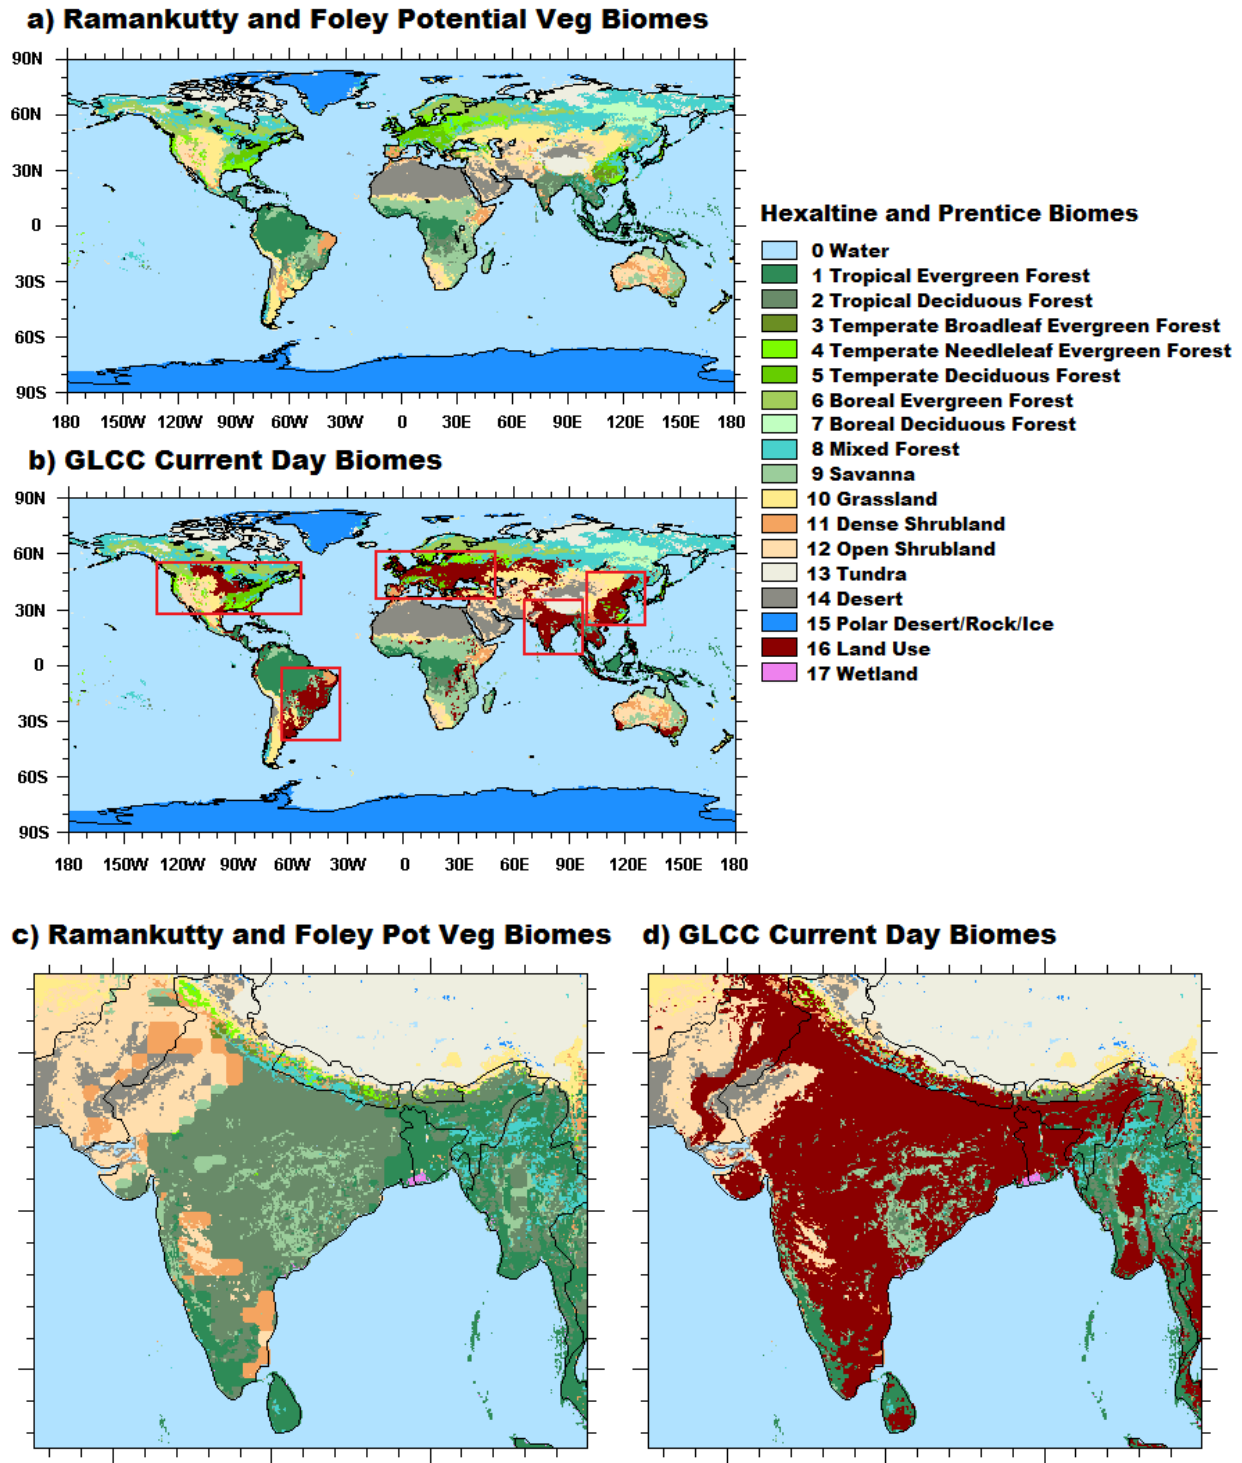 a) Ramankutty and Foley Potential Veg Biomes
90N
60N
30N
0
30S
60S
90S
180 150W 120W 90W 60W 30W 0 30E 60E 90E 120E 150E 180
b) GLCC Current Day Biomes
90N
60N
30N
0
30S
60S
90S
180 150W 120W 90W 60W 30W 0 30E 60E 90E 120E 150E 180
Hexaltine and Prentice Biomes
0 Water
1 Tropical Evergreen Forest
2 Tropical Deciduous Forest
3 Temperate Broadleaf Evergreen Forest
4 Temperate Needleleaf Evergreen Forest
5 Temperate Deciduous Forest
6 Boreal Evergreen Forest
7 Boreal Deciduous Forest
8 Mixed Forest
9 Savanna
10 Grassland
11 Dense Shrubland
12 Open Shrubland
13 Tundra
14 Desert
15 Polar Desert/Rock/Ice
16 Land Use
17 Wetland
c) Ramankutty and Foley Pot Veg Biomes
d) GLCC Current Day Biomes